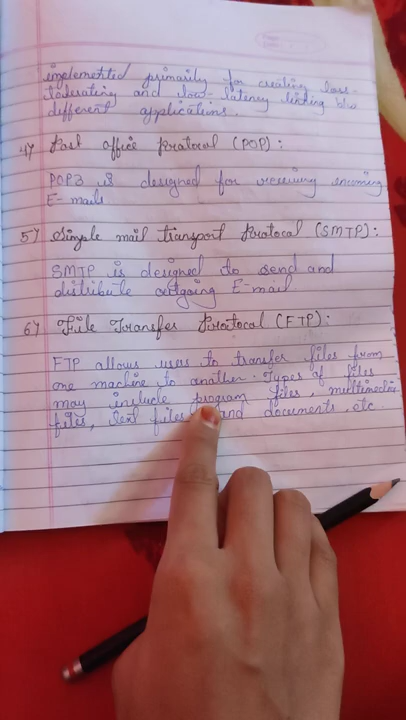 implemented primarily for creating loss-
tolerating and low-latency linking b/w
different applications.
4) Post office Protocol (POP):
POP3 is designed for receiving incoming
E-mails
5) Simple mail transport Protocol (SMTP):
SMTP is designed to send and
distribute outgoing E-mail
6) File Transfer Protocol (FTP):
FTP allows uses to transfer files from
one machine to another. Types of files
may include program files, multimedia
files, text files and documents, etc.